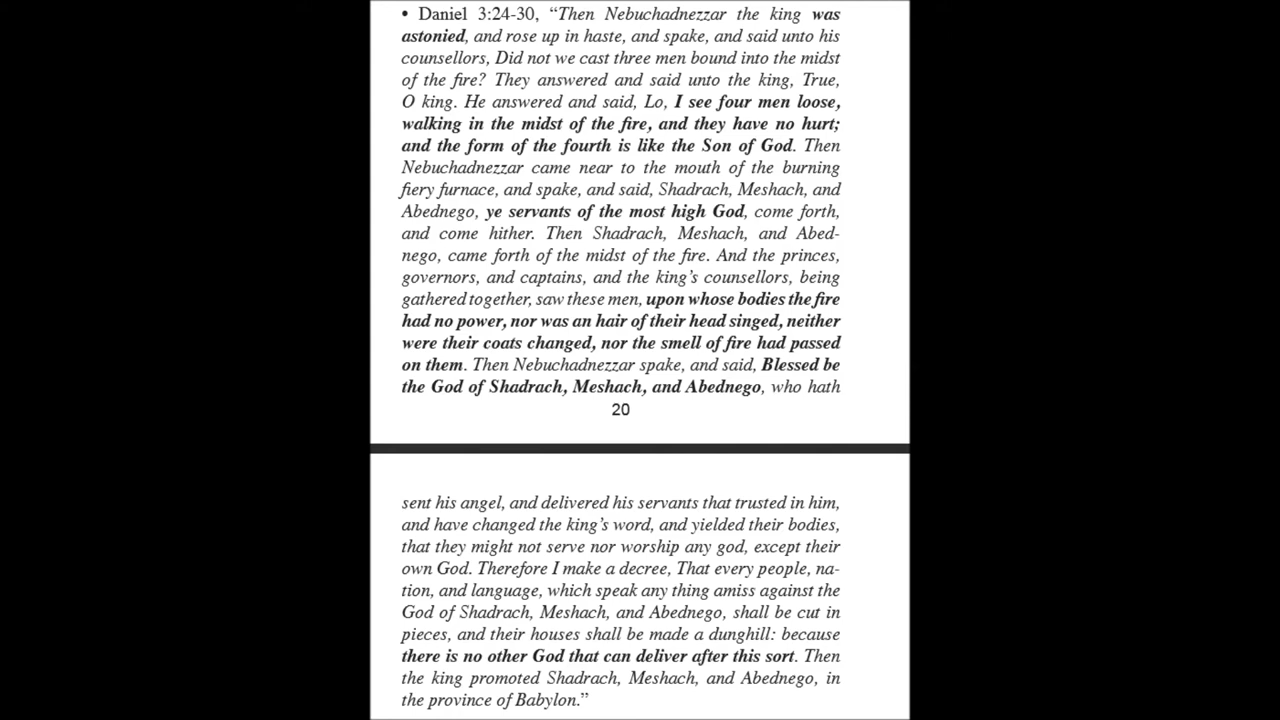 • Daniel 3:24-30, “Then Nebuchadnezzar the king was
astonied, and rose up in haste, and spake, and said unto his
counsellors, Did not we cast three men bound into the midst
of the fire? They answered and said unto the king, True,
O king. He answered and said, Lo, I see four men loose,
walking in the midst of the fire, and they have no hurt;
and the form of the fourth is like the Son of God. Then
Nebuchadnezzar came near to the mouth of the burning
fiery furnace, and spake, and said, Shadrach, Meshach, and
Abednego, ye servants of the most high God, come forth,
and come hither. Then Shadrach, Meshach, and Abed-
nego, came forth of the midst of the fire. And the princes,
governors, and captains, and the king’s counsellors, being
gathered together, saw these men, upon whose bodies the fire
had no power, nor was an hair of their head singed, neither
were their coats changed, nor the smell of fire had passed
on them. Then Nebuchadnezzar spake, and said, Blessed be
the God of Shadrach, Meshach, and Abednego, who hath
20
sent his angel, and delivered his servants that trusted in him,
and have changed the king’s word, and yielded their bodies,
that they might not serve nor worship any god, except their
own God. Therefore I make a decree, That every people, na-
tion, and language, which speak any thing amiss against the
God of Shadrach, Meshach, and Abednego, shall be cut in
pieces, and their houses shall be made a dunghill: because
there is no other God that can deliver after this sort. Then
the king promoted Shadrach, Meshach, and Abednego, in
the province of Babylon.”